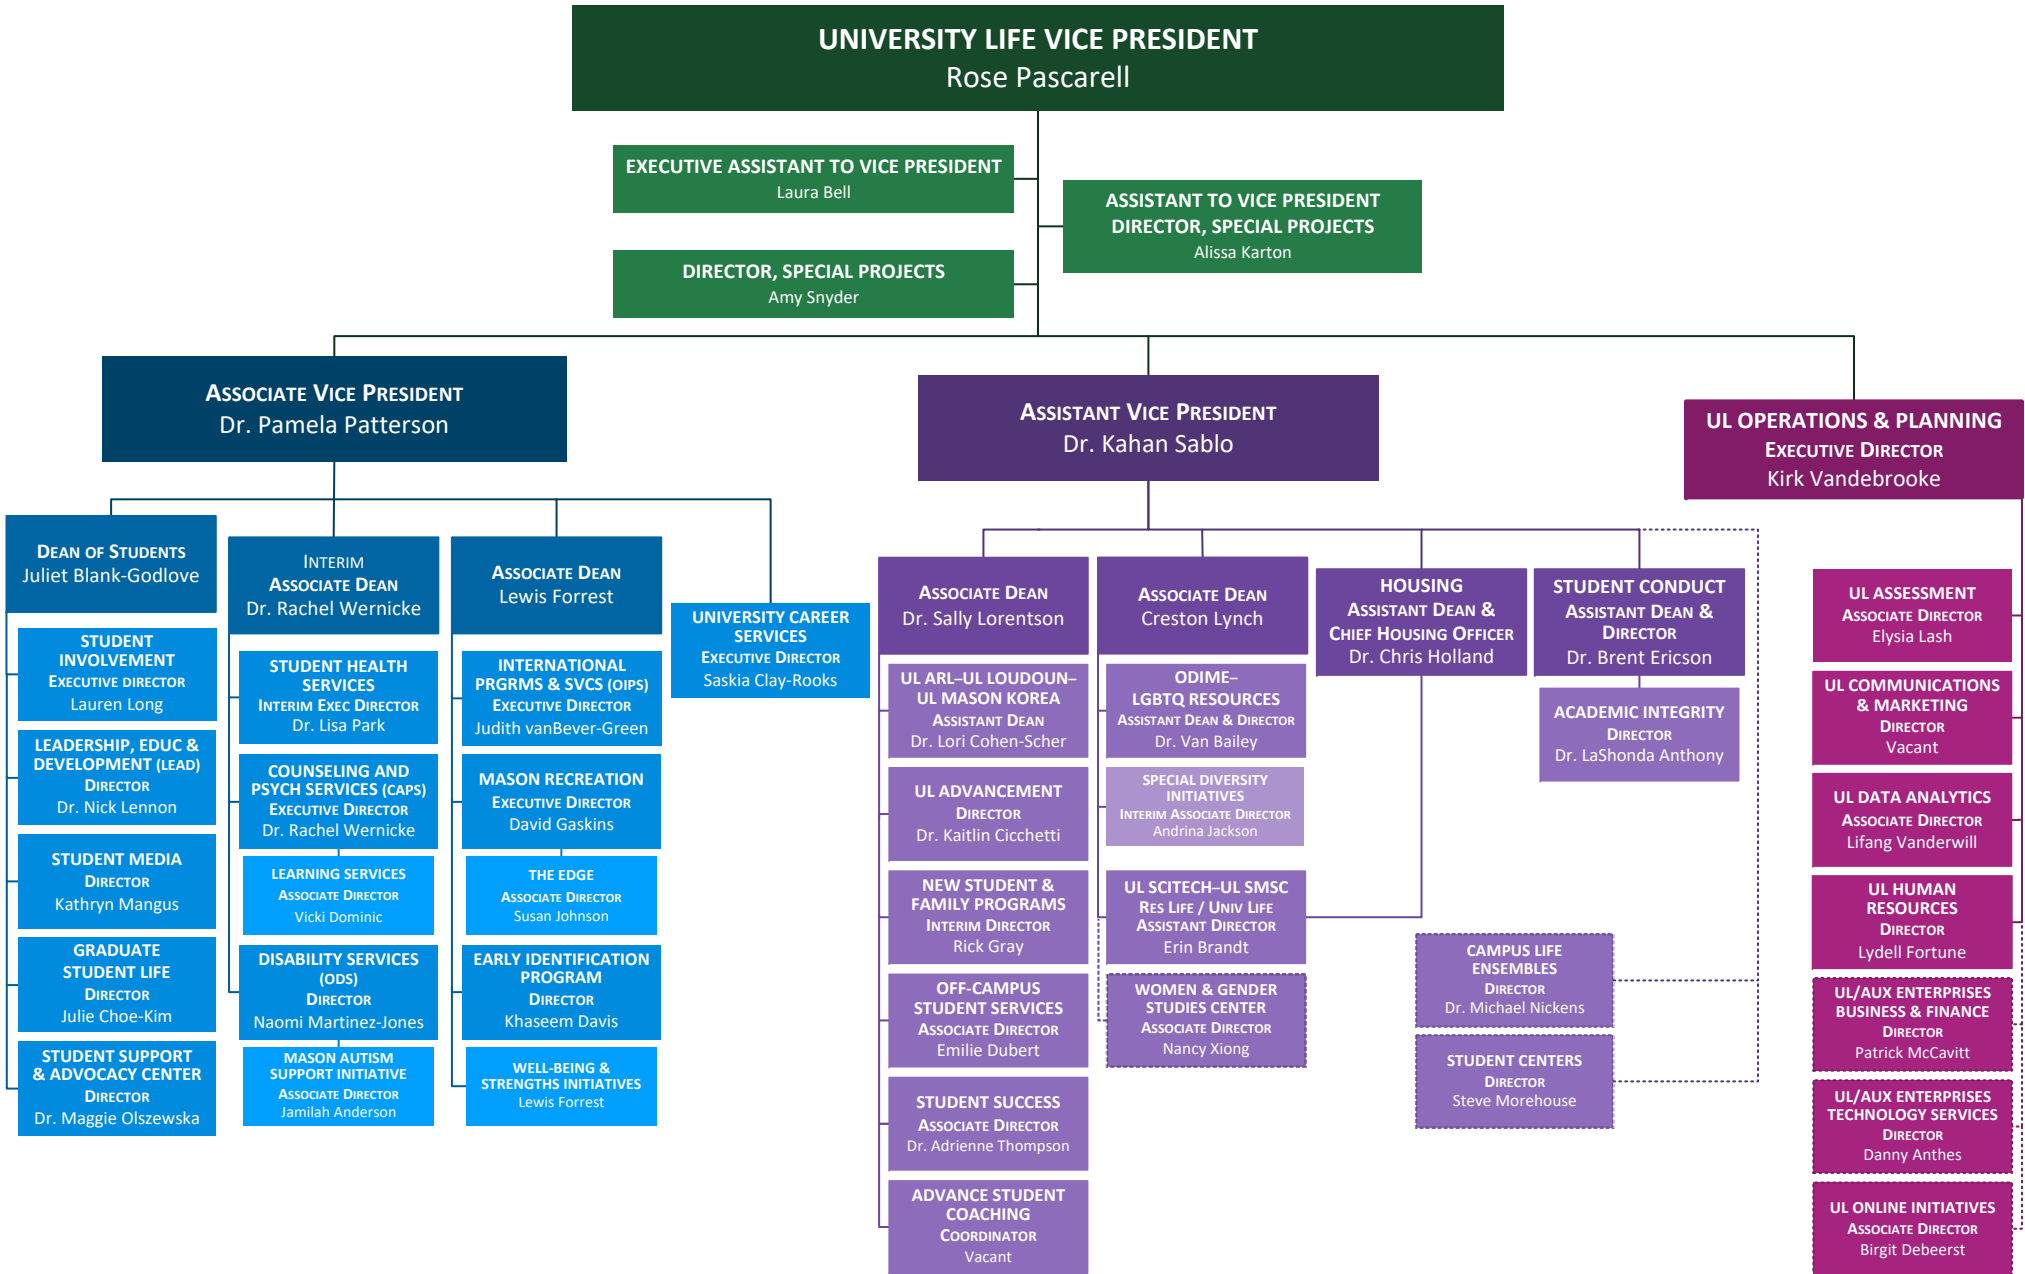 UNIVERSITY LIFE VICE PRESIDENT
Rose Pascarell
EXECUTIVE ASSISTANT TO VICE PRESIDENT
Laura Bell
ASSISTANT TO VICE PRESIDENT
DIRECTOR, SPECIAL PROJECTS
Alissa Karton
DIRECTOR, SPECIAL PROJECTS
Amy Snyder
ASSOCIATE VICE PRESIDENT
Dr. Pamela Patterson
ASSISTANT VICE PRESIDENT
Dr. Kahan Sablo
UL OPERATIONS & PLANNING
EXECUTIVE DIRECTOR
Kirk Vandebrooke
DEAN OF STUDENTS
Juliet Blank-Godlove
STUDENT
INVOLVEMENT
EXECUTIVE DIRECTOR
Lauren Long
LEADERSHIP, EDUC &
DEVELOPMENT (LEAD)
DIRECTOR
Dr. Nick Lennon
STUDENT MEDIA
DIRECTOR
Kathryn Mangus
GRADUATE
STUDENT LIFE
DIRECTOR
Julie Choe-Kim
STUDENT SUPPORT
& ADVOCACY CENTER
DIRECTOR
Dr. Maggie Olszewska
INTERIM
ASSOCIATE DEAN
Dr. Rachel Wernicke
STUDENT HEALTH
SERVICES
INTERIM EXEC DIRECTOR
Dr. Lisa Park
COUNSELING AND
PSYCH SERVICES (CAPS)
EXECUTIVE DIRECTOR
Dr. Rachel Wernicke
LEARNING SERVICES
ASSOCIATE DIRECTOR
Vicki Dominic
DISABILITY SERVICES
(ODS)
DIRECTOR
Naomi Martinez-Jones
MASON AUTISM
SUPPORT INITIATIVE
ASSOCIATE DIRECTOR
Jamilah Anderson
ASSOCIATE DEAN
Lewis Forrest
INTERNATIONAL
PRGRMS & SVCS (OIPS)
EXECUTIVE DIRECTOR
Judith vanBever-Green
MASON RECREATION
EXECUTIVE DIRECTOR
David Gaskins
THE EDGE
ASSOCIATE DIRECTOR
Susan Johnson
EARLY IDENTIFICATION
PROGRAM
DIRECTOR
Khaseem Davis
WELL-BEING &
STRENGTHS INITIATIVES
Lewis Forrest
UNIVERSITY CAREER
SERVICES
EXECUTIVE DIRECTOR
Saskia Clay-Rooks
ASSOCIATE DEAN
Dr. Sally Lorentson
UL ARL–UL LOUDOUN–
UL MASON KOREA
ASSISTANT DEAN
Dr. Lori Cohen-Scher
UL ADVANCEMENT
DIRECTOR
Dr. Kaitlin Cicchetti
NEW STUDENT &
FAMILY PROGRAMS
INTERIM DIRECTOR
Rick Gray
OFF-CAMPUS
STUDENT SERVICES
ASSOCIATE DIRECTOR
Emilie Dubert
STUDENT SUCCESS
ASSOCIATE DIRECTOR
Dr. Adrienne Thompson
ADVANCE STUDENT
COACHING
COORDINATOR
Vacant
ASSOCIATE DEAN
Creston Lynch
ODIME–
LGBTQ RESOURCES
ASSISTANT DEAN & DIRECTOR
Dr. Van Bailey
SPECIAL DIVERSITY
INITIATIVES
INTERIM ASSOCIATE DIRECTOR
Andrina Jackson
UL SCITECH–UL SMSC
RES LIFE / UNIV LIFE
ASSISTANT DIRECTOR
Erin Brandt
WOMEN & GENDER
STUDIES CENTER
ASSOCIATE DIRECTOR
Nancy Xiong
HOUSING
ASSISTANT DEAN &
CHIEF HOUSING OFFICER
Dr. Chris Holland
STUDENT CONDUCT
ASSISTANT DEAN &
DIRECTOR
Dr. Brent Ericson
ACADEMIC INTEGRITY
DIRECTOR
Dr. LaShonda Anthony
CAMPUS LIFE
ENSEMBLES
DIRECTOR
Dr. Michael Nickens
STUDENT CENTERS
DIRECTOR
Steve Morehouse
UL ASSESSMENT
ASSOCIATE DIRECTOR
Elysia Lash
UL COMMUNICATIONS
& MARKETING
DIRECTOR
Vacant
UL DATA ANALYTICS
ASSOCIATE DIRECTOR
Lifang Vanderwill
UL HUMAN
RESOURCES
DIRECTOR
Lydell Fortune
UL/AUX ENTERPRISES
BUSINESS & FINANCE
DIRECTOR
Patrick McCavitt
UL/AUX ENTERPRISES
TECHNOLOGY SERVICES
DIRECTOR
Danny Anthes
UL ONLINE INITIATIVES
ASSOCIATE DIRECTOR
Birgit Debeerst